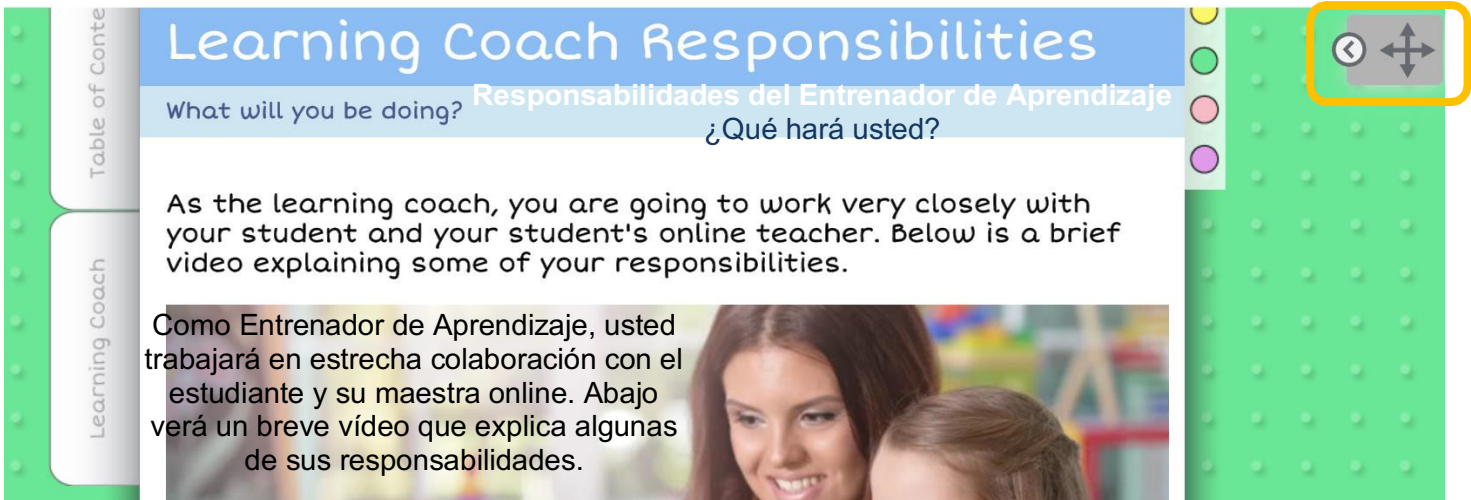 Table of Conte
Learning Coach
Learning Coach Responsibilities
Responsabilidades del Entrenador de Aprendizaje
What will you be doing?
¿Qué hará usted?
As the learning coach, you are going to work very closely with
your student and your student's online teacher. Below is a brief
video explaining some of your responsibilities.
Como Entrenador de Aprendizaje, usted
trabajará en estrecha colaboración con el
estudiante y su maestra online. Abajo
verá un breve vídeo que explica algunas
de sus responsabilidades.